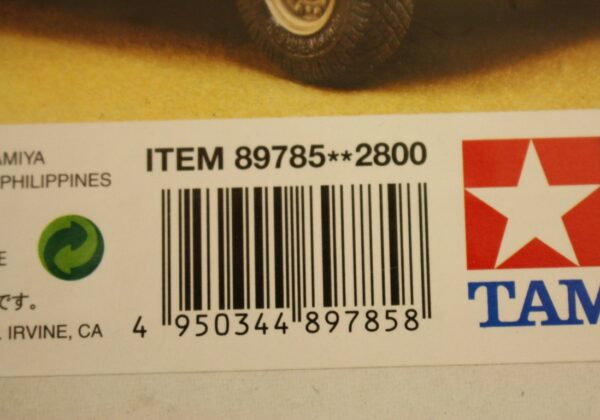 AMIYA
PHILIPPINES
ITEM 89785**2800
E
です。
. IRVINE, CA
4 950344 897858
TAM